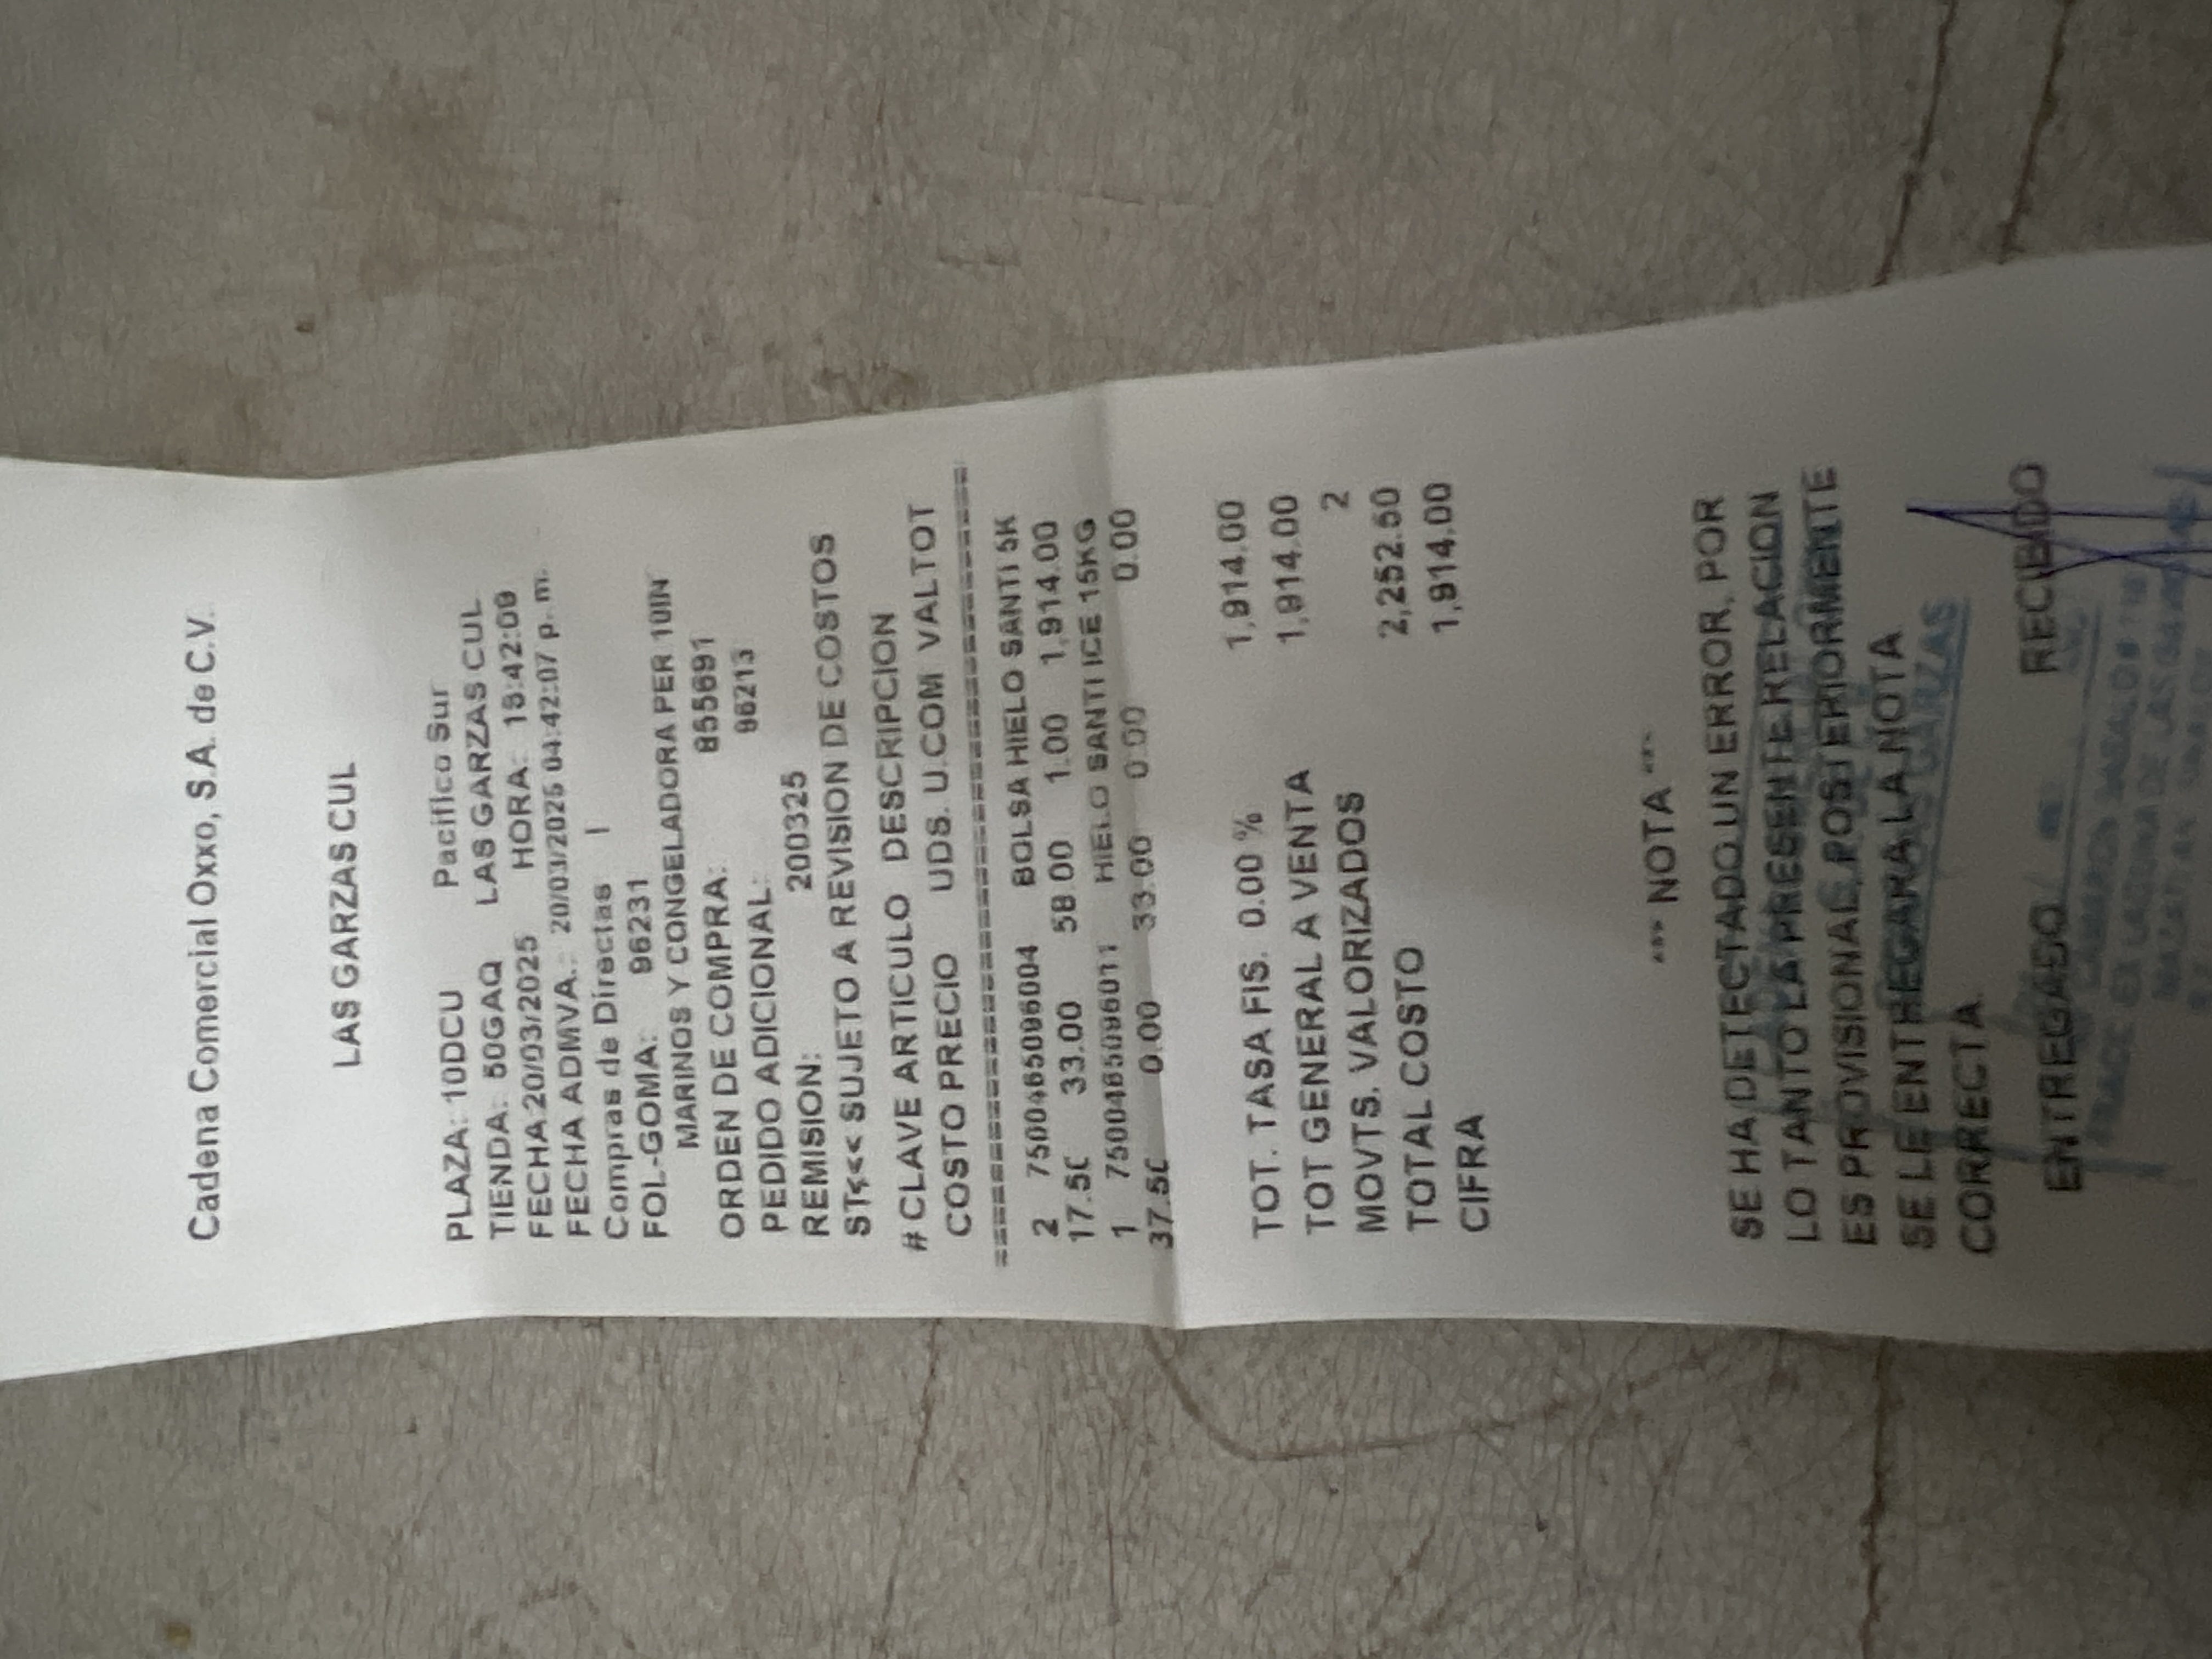 Cadena Comercial Oxxo, S.A. de C.V.
LAS GARZAS CUL
PLAZA: 10DCU Pacifico Sur
TIENDA: 50GAQ LAS GARZAS CUL
FECHA 20/03/2025 HORA: 16:42:09
FECHA ADMVA.: 20/03/2025 04:42:07 p. m.
Compras de Directas I
FOL-GOMA: 96231
MARINOS Y CONGELADORA PER 10IN
ORDEN DE COMPRA: 855691
PEDIDO ADICIONAL: 96213
REMISION: 200325
ST<<< SUJETO A REVISION DE COSTOS
# CLAVE ARTICULO DESCRIPCION
COSTO PRECIO UDS. U.COM VALTOT
==========================================
2 7500465096004 BOLSA HIELO SANTI 5K
17.50 33.00 58.00 1.00 1,914.00
1 7500465096011 HIELO SANTI ICE 15KG
37.50 0.00 33.00 0.00 0.00
TOT. TASA FIS. 0.00 % 1,914.00
TOT GENERAL A VENTA 1,914.00
MOVTS. VALORIZADOS 2
TOTAL COSTO 2,252.50
CIFRA 1,914.00
*** NOTA ***
SE HA DETECTADO UN ERROR, POR
LO TANTO LA PRESENTE RELACION
ES PROVISIONAL, POSTERIORMENTE
SE LE ENTREGARA LA NOTA
CORRECTA.
GARZAS
ENTREGADO RECIBIDO
CAMARON SABALO #
FRACC. EX LAGUNA DE LAS
MAZATLAN SINALOA